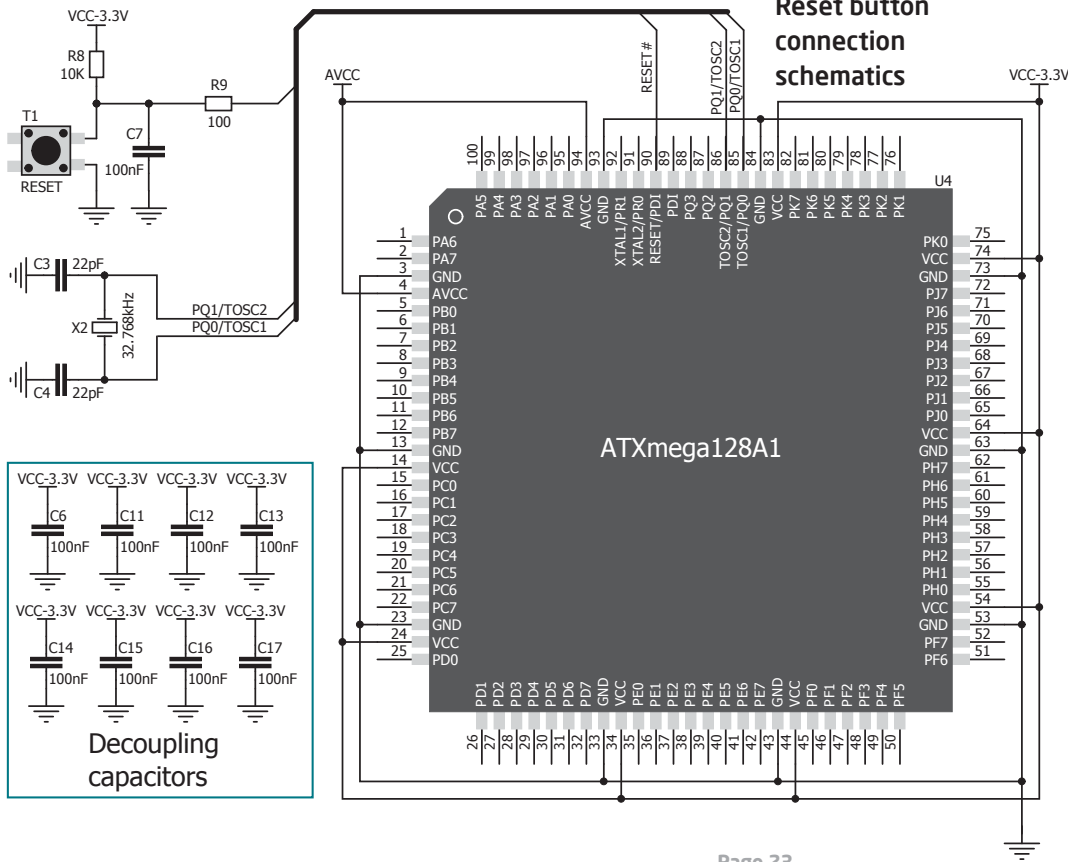 Reset button
connection
schematics
VCC-3.3V
R8
10K
R9
100
T1
C7
100nF
RESET
C3
22pF
X2
32.768kHz
C4
22pF
PQ1/TOSC2
PQ0/TOSC1
AVCC
RESET#
PQ1/TOSC2
PQ0/TOSC1
VCC-3.3V
U4
ATXmega128A1
100 PA5
99 PA4
98 PA3
97 PA2
96 PA1
95 PA0
94 AVCC
93 GND
92 XTAL1/PR1
91 XTAL2/PR0
90 RESET/PDI
89 PDI
88 PQ3
87 PQ2
86 TOSC2/PQ1
85 TOSC1/PQ0
84 GND
83 VCC
82 PK7
81 PK6
80 PK5
79 PK4
78 PK3
77 PK2
76 PK1
1 PA6
2 PA7
3 GND
4 AVCC
5 PB0
6 PB1
7 PB2
8 PB3
9 PB4
10 PB5
11 PB6
12 PB7
13 GND
14 VCC
15 PC0
16 PC1
17 PC2
18 PC3
19 PC4
20 PC5
21 PC6
22 PC7
23 GND
24 VCC
25 PD0
PK0 75
VCC 74
GND 73
PJ7 72
PJ6 71
PJ5 70
PJ4 69
PJ3 68
PJ2 67
PJ1 66
PJ0 65
VCC 64
GND 63
PH7 62
PH6 61
PH5 60
PH4 59
PH3 58
PH2 57
PH1 56
PH0 55
VCC 54
GND 53
PF7 52
PF6 51
PD1 26
PD2 27
PD3 28
PD4 29
PD5 30
PD6 31
PD7 32
GND 33
VCC 34
PE0 35
PE1 36
PE2 37
PE3 38
PE4 39
PE5 40
PE6 41
PE7 42
GND 43
VCC 44
PF0 45
PF1 46
PF2 47
PF3 48
PF4 49
PF5 50
VCC-3.3V VCC-3.3V VCC-3.3V VCC-3.3V
C6 C11 C12 C13
100nF 100nF 100nF 100nF
VCC-3.3V VCC-3.3V VCC-3.3V VCC-3.3V
C14 C15 C16 C17
100nF 100nF 100nF 100nF
Decoupling
capacitors
Page 23